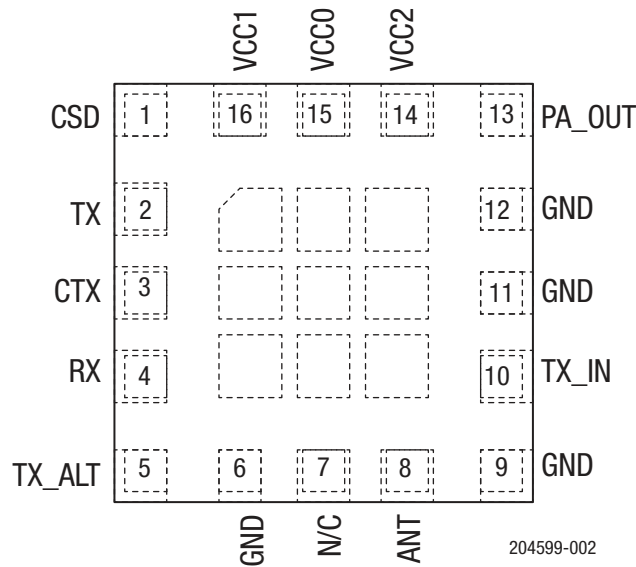 VCC1 VCC0 VCC2
CSD 1 16 15 14 13 PA_OUT
TX 2 12 GND
CTX 3 11 GND
RX 4 10 TX_IN
TX_ALT 5 6 7 8 9 GND
GND N/C ANT
204599-002